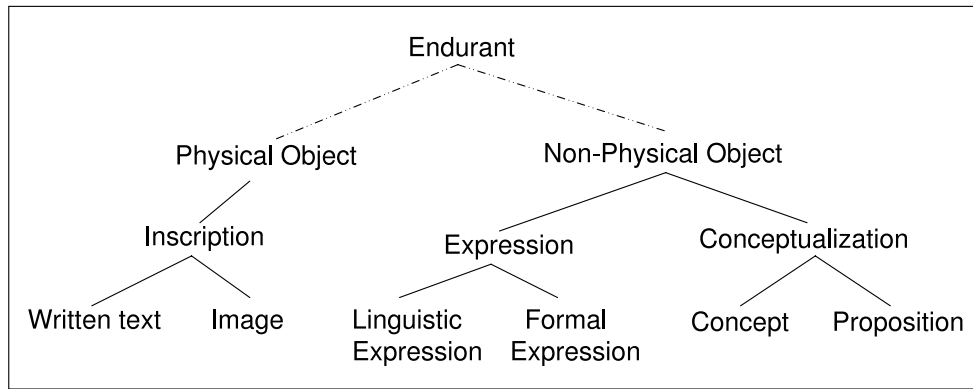 Endurant
Physical Object
Non-Physical Object
Inscription
Expression
Conceptualization
Written text
Image
Linguistic
Expression
Formal
Expression
Concept
Proposition